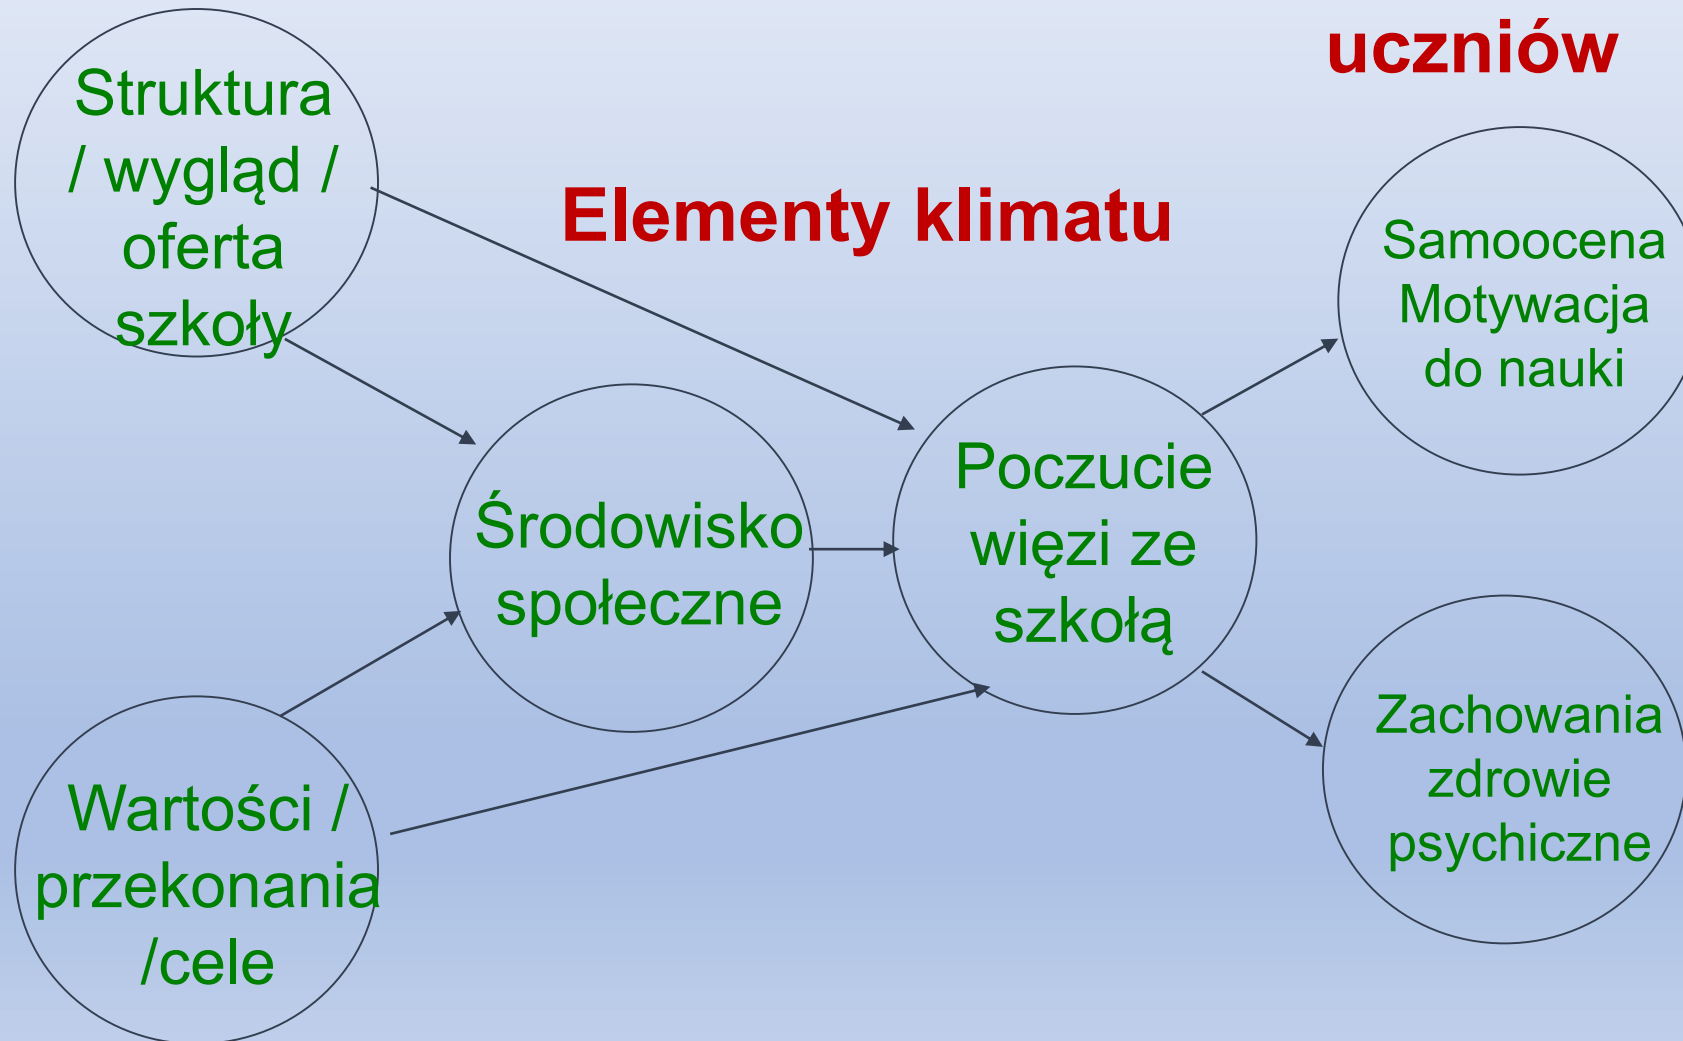 uczniów
Struktura
/ wygląd /
oferta
szkoły
Elementy klimatu
Samoocena
Motywacja
do nauki
Środowisko
społeczne
Poczucie
więzi ze
szkołą
Wartości /
przekonania
/cele
Zachowania
zdrowie
psychiczne